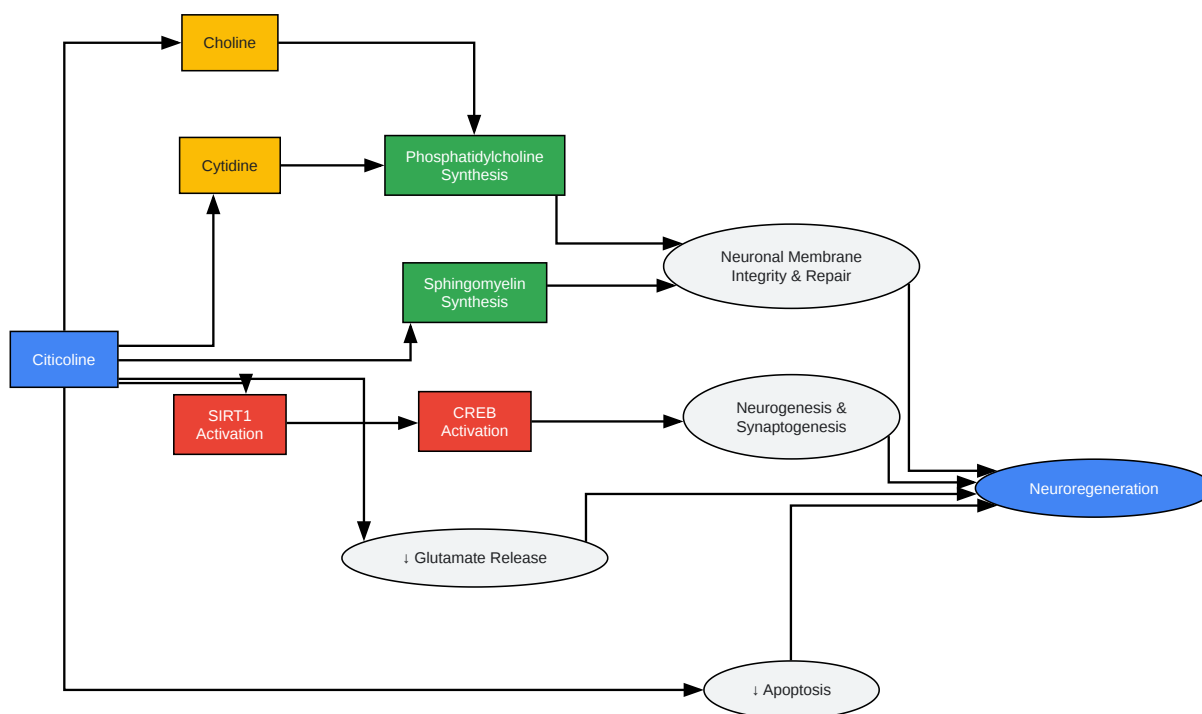 Choline
Cytidine
Phosphatidylcholine
Synthesis
Neuronal Membrane
Integrity & Repair
Sphingomyelin
Synthesis
Citicoline
SIRT1
Activation
CREB
Activation
Neurogenesis &
Synaptogenesis
Neuroregeneration
↓ Glutamate Release
↓ Apoptosis